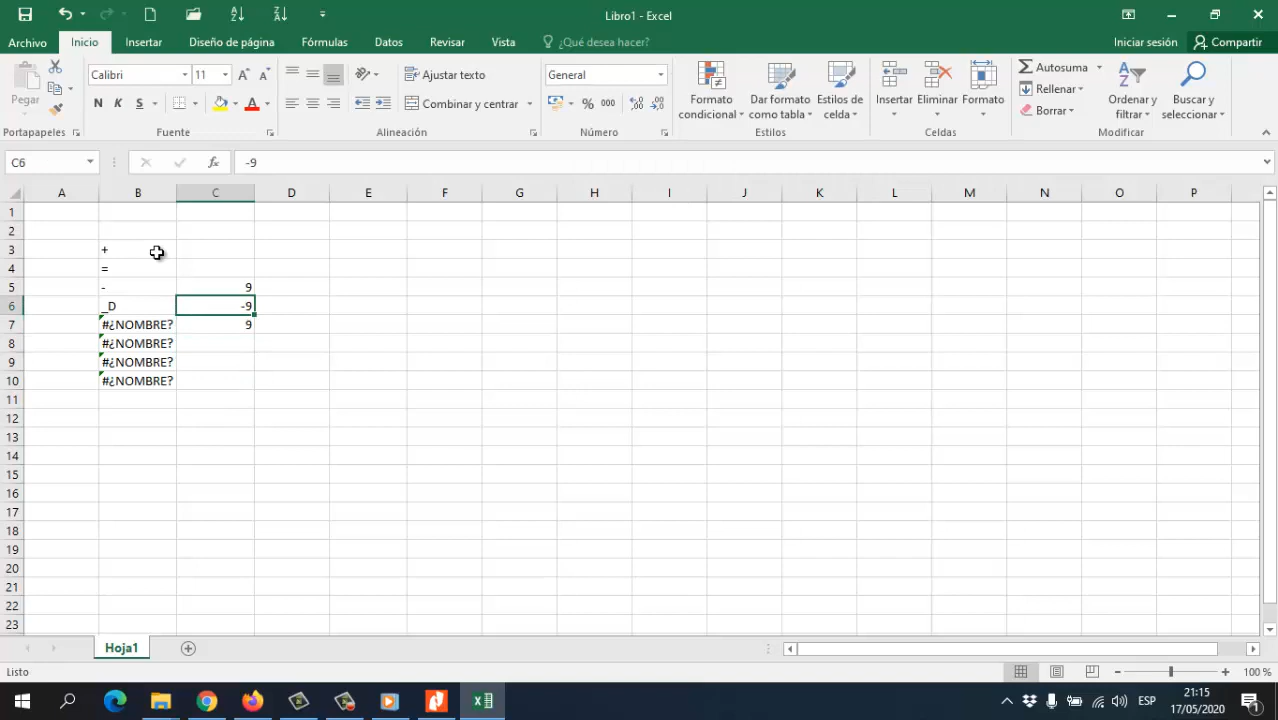 Libro1 - Excel
Archivo Inicio Insertar Diseño de página Fórmulas Datos Revisar Vista ¿Qué desea hacer? Iniciar sesión Compartir
Pegar
Calibri 11
N K S
Ajustar texto
Combinar y centrar
General
% 000
Formato condicional
Dar formato como tabla
Estilos de celda
Insertar Eliminar Formato
Autosuma
Rellenar
Borrar
Ordenar y filtrar
Buscar y seleccionar
Portapapeles Fuente Alineación Número Estilos Celdas Modificar
C6 fx -9
A B C D E F G H I J K L M N O P
1
2
3 +
4 =
5 - 9
6 _D -9
7 #¿NOMBRE? 9
8 #¿NOMBRE?
9 #¿NOMBRE?
10 #¿NOMBRE?
11
12
13
14
15
16
17
18
19
20
21
22
23
Hoja1
Listo 100 %
ESP 21:15
17/05/2020 1